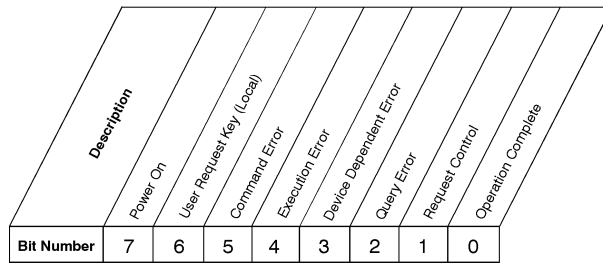 Description
Power On
User Request Key (Local)
Command Error
Execution Error
Device Dependent Error
Query Error
Request Control
Operation Complete
Bit Number 7 6 5 4 3 2 1 0